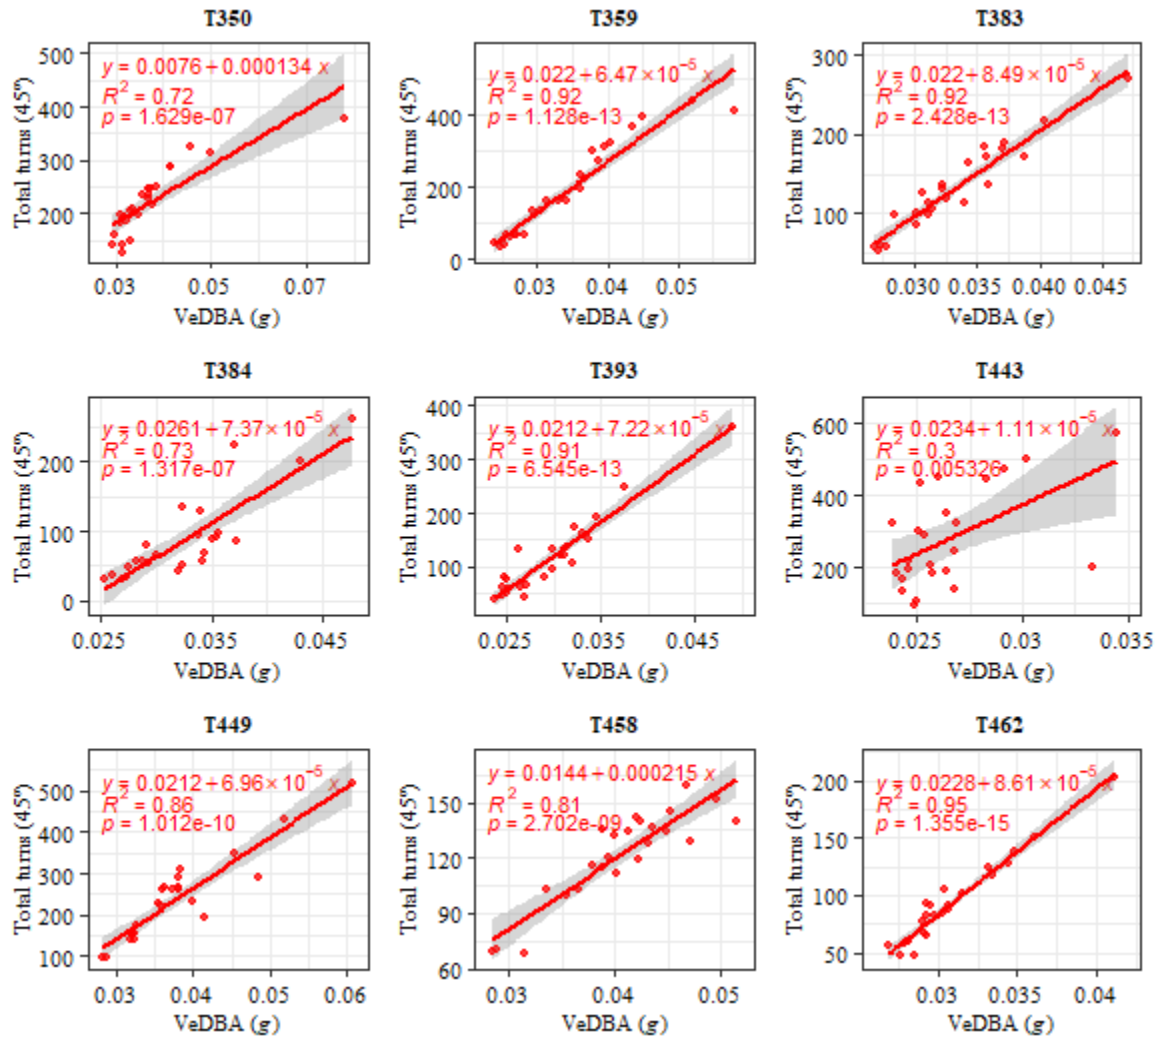 T350
y = 0.0076 + 0.000134 x
R² = 0.72
p = 1.629e-07
500
400
300
200
Total turns (45º)
0.03 0.05 0.07
VeDBA (g)
T359
y = 0.022 + 6.47 × 10⁻⁵ x
R² = 0.92
p = 1.128e-13
400
200
0
Total turns (45º)
0.03 0.04 0.05
VeDBA (g)
T383
y = 0.022 + 8.49 × 10⁻⁵ x
R² = 0.92
p = 2.428e-13
300
200
100
Total turns (45º)
0.030 0.035 0.040 0.045
VeDBA (g)
T384
y = 0.0261 + 7.37 × 10⁻⁵ x
R² = 0.73
p = 1.317e-07
200
100
0
Total turns (45º)
0.025 0.035 0.045
VeDBA (g)
T393
y = 0.0212 + 7.22 × 10⁻⁵ x
R² = 0.91
p = 6.545e-13
400
300
200
100
Total turns (45º)
0.025 0.035 0.045
VeDBA (g)
T443
y = 0.0234 + 1.11 × 10⁻⁵ x
R² = 0.3
p = 0.005326
600
400
200
Total turns (45º)
0.025 0.03 0.035
VeDBA (g)
T449
y = 0.0212 + 6.96 × 10⁻⁵ x
R² = 0.86
p = 1.012e-10
500
400
300
200
100
Total turns (45º)
0.03 0.04 0.05 0.06
VeDBA (g)
T458
y = 0.0144 + 0.000215 x
R² = 0.81
p = 2.702e-09
150
120
90
60
Total turns (45º)
0.03 0.04 0.05
VeDBA (g)
T462
y = 0.0228 + 8.61 × 10⁻⁵ x
R² = 0.95
p = 1.355e-15
200
150
100
50
Total turns (45º)
0.03 0.035 0.04
VeDBA (g)